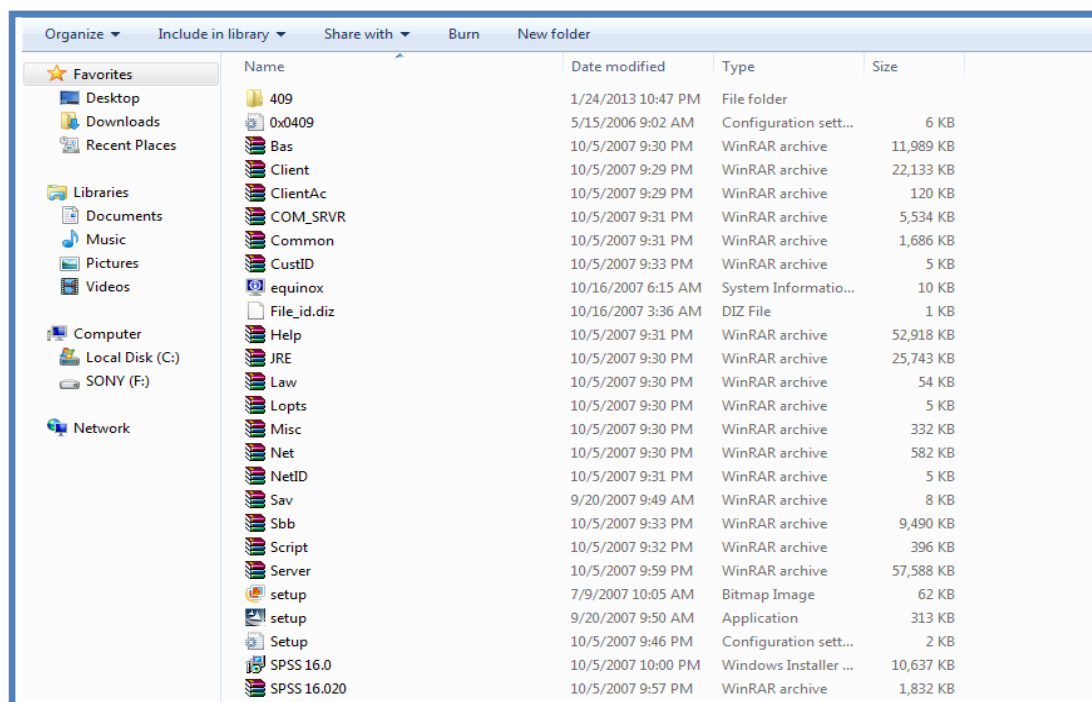 Organize Include in library Share with Burn New folder
Favorites
Desktop
Downloads
Recent Places
Libraries
Documents
Music
Pictures
Videos
Computer
Local Disk (C:)
SONY (F:)
Network
Name Date modified Type Size
409 1/24/2013 10:47 PM File folder
0x0409 5/15/2006 9:02 AM Configuration sett... 6 KB
Bas 10/5/2007 9:30 PM WinRAR archive 11,989 KB
Client 10/5/2007 9:29 PM WinRAR archive 22,133 KB
ClientAc 10/5/2007 9:29 PM WinRAR archive 120 KB
COM_SRVR 10/5/2007 9:31 PM WinRAR archive 5,534 KB
Common 10/5/2007 9:31 PM WinRAR archive 1,686 KB
CustID 10/5/2007 9:33 PM WinRAR archive 5 KB
equinox 10/16/2007 6:15 AM System Informatio... 10 KB
File_id.diz 10/16/2007 3:36 AM DIZ File 1 KB
Help 10/5/2007 9:31 PM WinRAR archive 52,918 KB
JRE 10/5/2007 9:30 PM WinRAR archive 25,743 KB
Law 10/5/2007 9:30 PM WinRAR archive 54 KB
Lopts 10/5/2007 9:30 PM WinRAR archive 5 KB
Misc 10/5/2007 9:30 PM WinRAR archive 332 KB
Net 10/5/2007 9:30 PM WinRAR archive 582 KB
NetID 10/5/2007 9:31 PM WinRAR archive 5 KB
Sav 9/20/2007 9:49 AM WinRAR archive 8 KB
Sbb 10/5/2007 9:33 PM WinRAR archive 9,490 KB
Script 10/5/2007 9:32 PM WinRAR archive 396 KB
Server 10/5/2007 9:59 PM WinRAR archive 57,588 KB
setup 7/9/2007 10:05 AM Bitmap Image 62 KB
setup 9/20/2007 9:50 AM Application 313 KB
Setup 10/5/2007 9:46 PM Configuration sett... 2 KB
SPSS 16.0 10/5/2007 10:00 PM Windows Installer ... 10,637 KB
SPSS 16.020 10/5/2007 9:57 PM WinRAR archive 1,832 KB